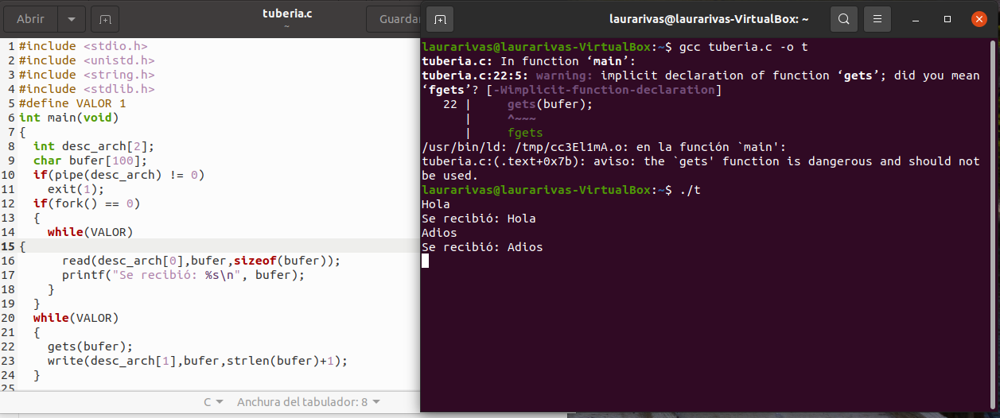 Abrir
tuberia.c
~
Guardar
1 #include <stdio.h>
2 #include <unistd.h>
3 #include <string.h>
4 #include <stdlib.h>
5 #define VALOR 1
6 int main(void)
7 {
8   int desc_arch[2];
9   char bufer[100];
10   if(pipe(desc_arch) != 0)
11     exit(1);
12   if(fork() == 0)
13   {
14     while(VALOR)
15 {
16       read(desc_arch[0],bufer,sizeof(bufer));
17       printf("Se recibió: %s\n", bufer);
18     }
19   }
20   while(VALOR)
21   {
22     gets(bufer);
23     write(desc_arch[1],bufer,strlen(bufer)+1);
24   }
25
C
Anchura del tabulador: 8
laurarivas@laurarivas-VirtualBox: ~
laurarivas@laurarivas-VirtualBox:~$ gcc tuberia.c -o t
tuberia.c: In function ‘main’:
tuberia.c:22:5: warning: implicit declaration of function ‘gets’; did you mean
‘fgets’? [-Wimplicit-function-declaration]
   22 |     gets(bufer);
      |     ^~~~
      |     fgets
/usr/bin/ld: /tmp/cc3El1mA.o: en la función `main':
tuberia.c:(.text+0x7b): aviso: the `gets' function is dangerous and should not
be used.
laurarivas@laurarivas-VirtualBox:~$ ./t
Hola
Se recibió: Hola
Adios
Se recibió: Adios